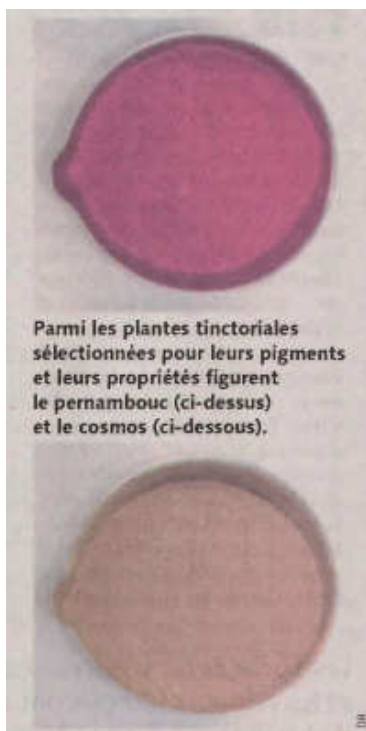 Parmi les plantes tinctoriales
sélectionnées pour leurs pigments
et leurs propriétés figurent
le pernambouc (ci-dessus)
et le cosmos (ci-dessous).
DR